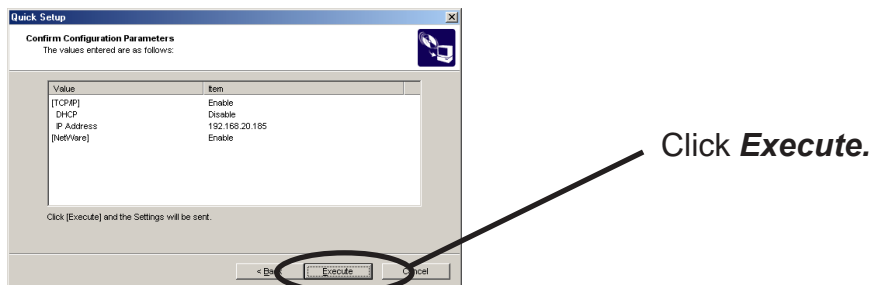 Quick Setup
Confirm Configuration Parameters
The values entered are as follows:
Value Item
[TCP/IP] Enable
DHCP Disable
IP Address 192.168.20.185
[NetWare] Enable
Click [Execute] and the Settings will be sent.
< Back Execute Cancel
Click Execute.